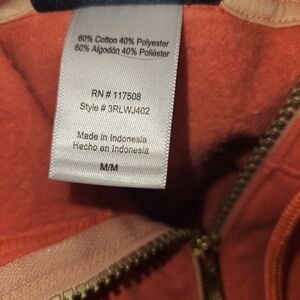 60% Cotton 40% Polyester
60% Algodón 40% Poliéster
RN # 117508
Style # 3RLWJ402
Made in Indonesia
Hecho en Indonesia
M/M